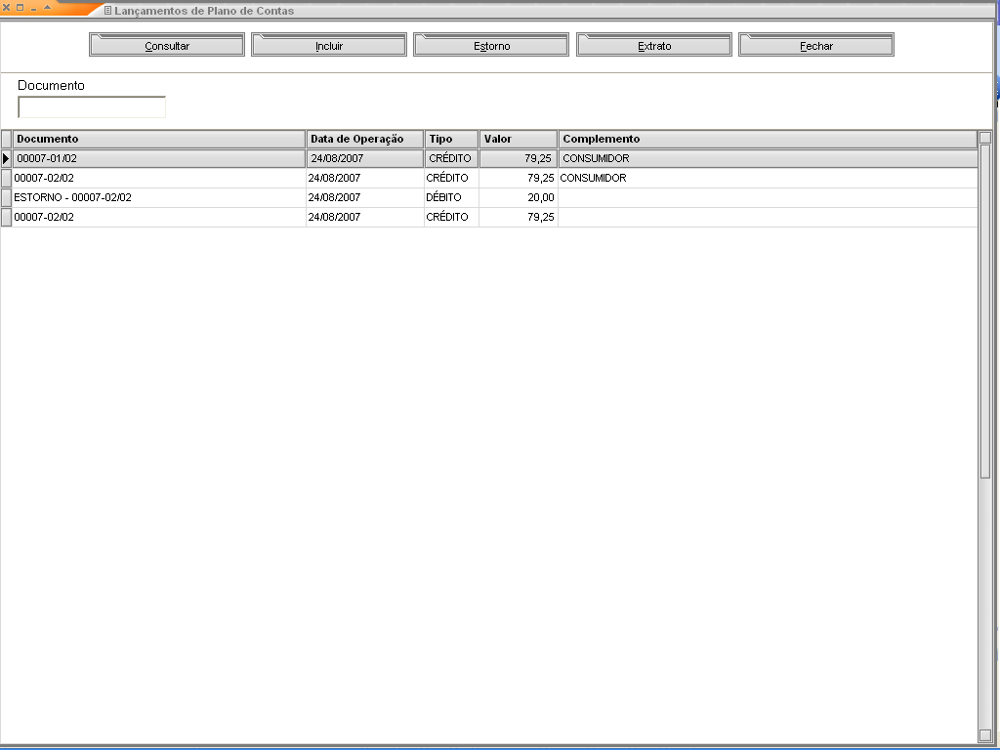 Lançamentos de Plano de Contas
Consultar Incluir Estorno Extrato Fechar
Documento
Documento Data de Operação Tipo Valor Complemento
00007-01/02 24/08/2007 CRÉDITO 79,25 CONSUMIDOR
00007-02/02 24/08/2007 CRÉDITO 79,25 CONSUMIDOR
ESTORNO - 00007-02/02 24/08/2007 DÉBITO 20,00
00007-02/02 24/08/2007 CRÉDITO 79,25